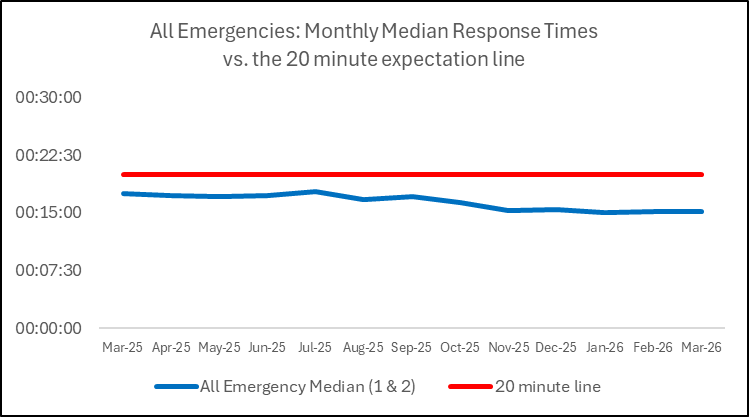 All Emergencies: Monthly Median Response Times
vs. the 20 minute expectation line
00:30:00
00:22:30
00:15:00
00:07:30
00:00:00
Mar-25 Apr-25 May-25 Jun-25 Jul-25 Aug-25 Sep-25 Oct-25 Nov-25 Dec-25 Jan-26 Feb-26 Mar-26
All Emergency Median (1 & 2) 20 minute line